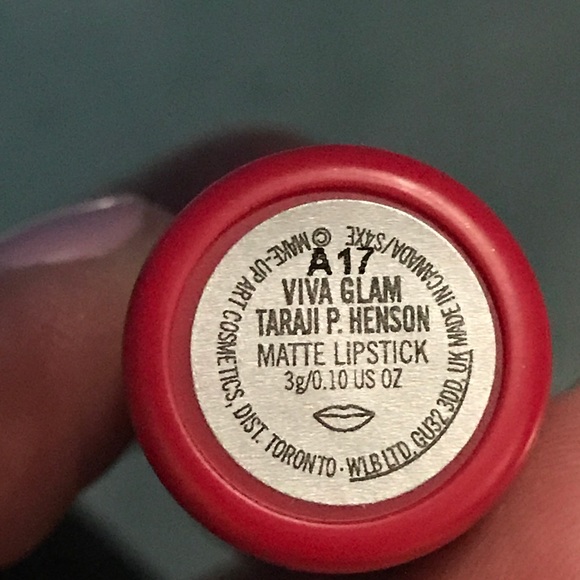 A17
VIVA GLAM
TARAJI P. HENSON
MATTE LIPSTICK
3g/0.10 US OZ
© MAKE-UP ART COSMETICS, DIST. TORONTO · WLB LTD, GU32 3DD, UK MADE IN CANADA/S4XE